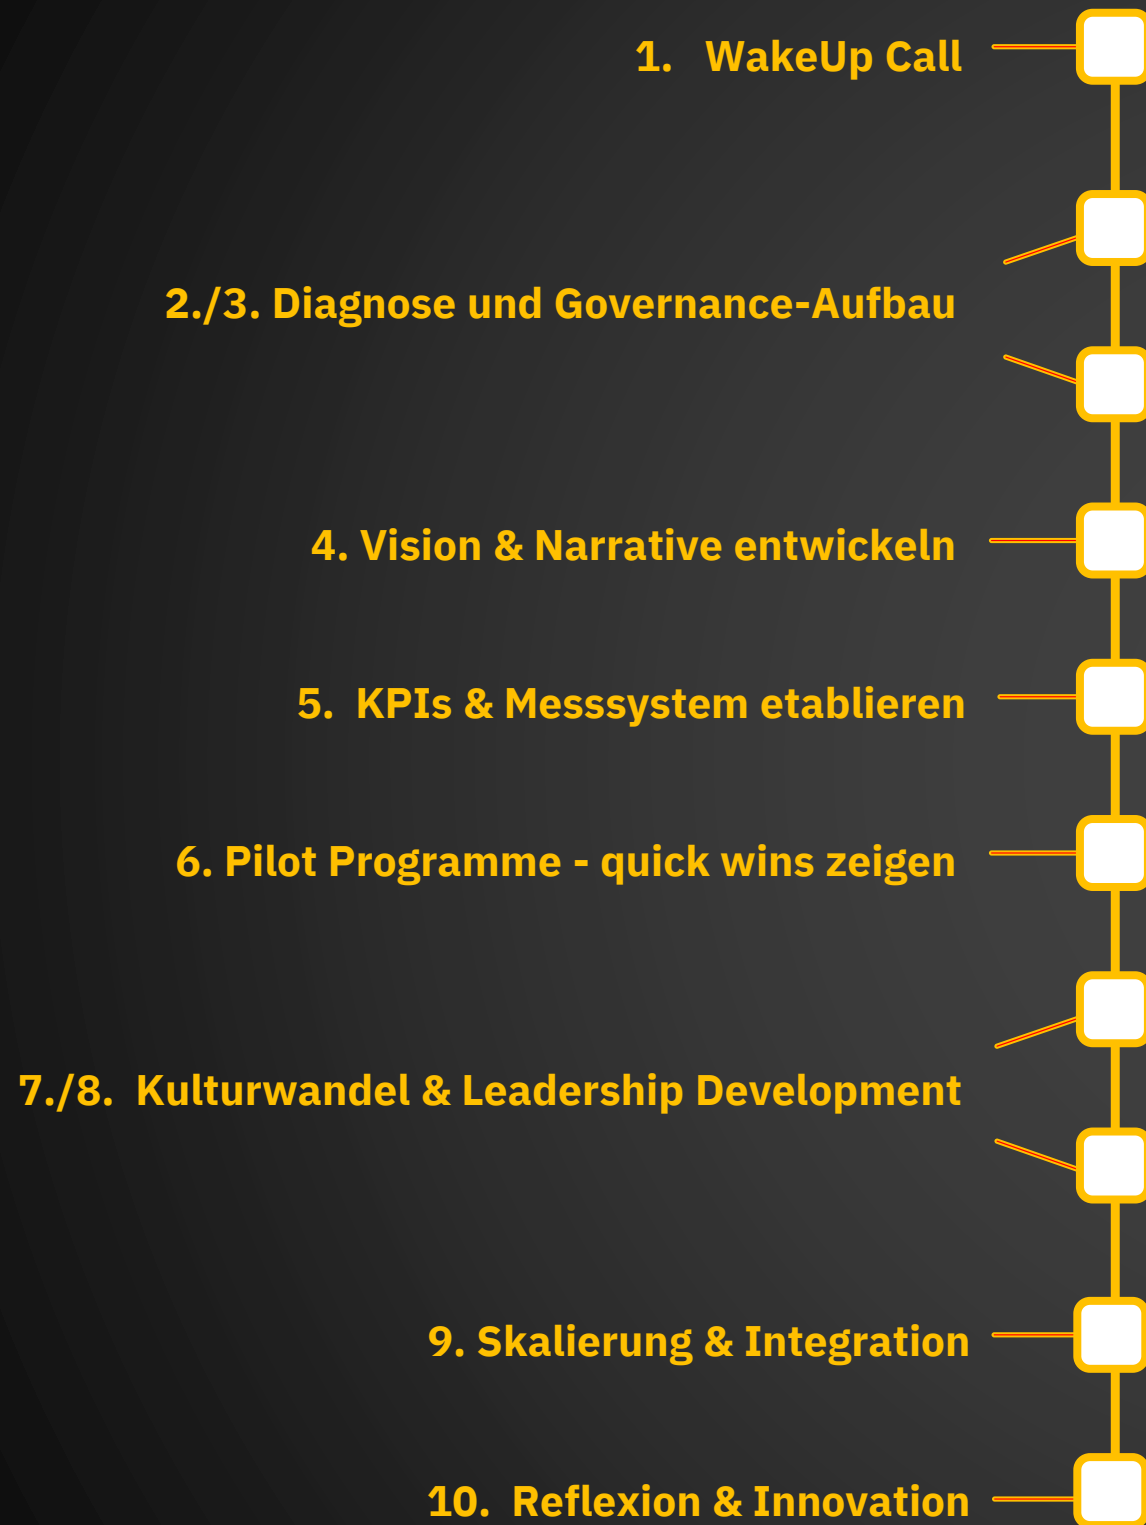 1. WakeUp Call
2./3. Diagnose und Governance-Aufbau
4. Vision & Narrative entwickeln
5. KPIs & Messsystem etablieren
6. Pilot Programme - quick wins zeigen
7./8. Kulturwandel & Leadership Development
9. Skalierung & Integration
10. Reflexion & Innovation